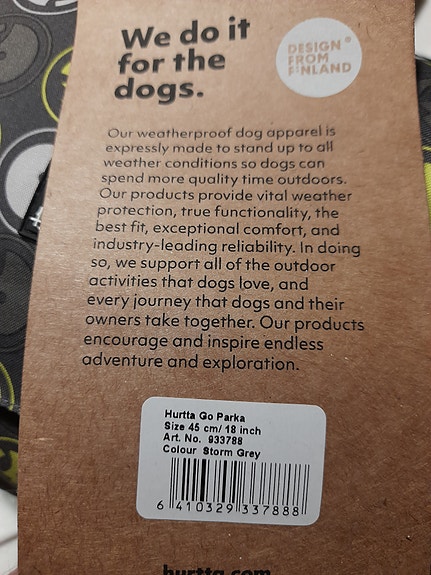 We do it
for the
dogs.
DESIGN ®
FROM
FINLAND
Our weatherproof dog apparel is
expressly made to stand up to all
weather conditions so dogs can
spend more quality time outdoors.
Our products provide vital weather
protection, true functionality, the
best fit, exceptional comfort, and
industry-leading reliability. In doing
so, we support all of the outdoor
activities that dogs love, and
every journey that dogs and their
owners take together. Our products
encourage and inspire endless
adventure and exploration.
Hurtta Go Parka
Size 45 cm/ 18 inch
Art. No. 933788
Colour Storm Grey
6 410329 337888
hurtta.com